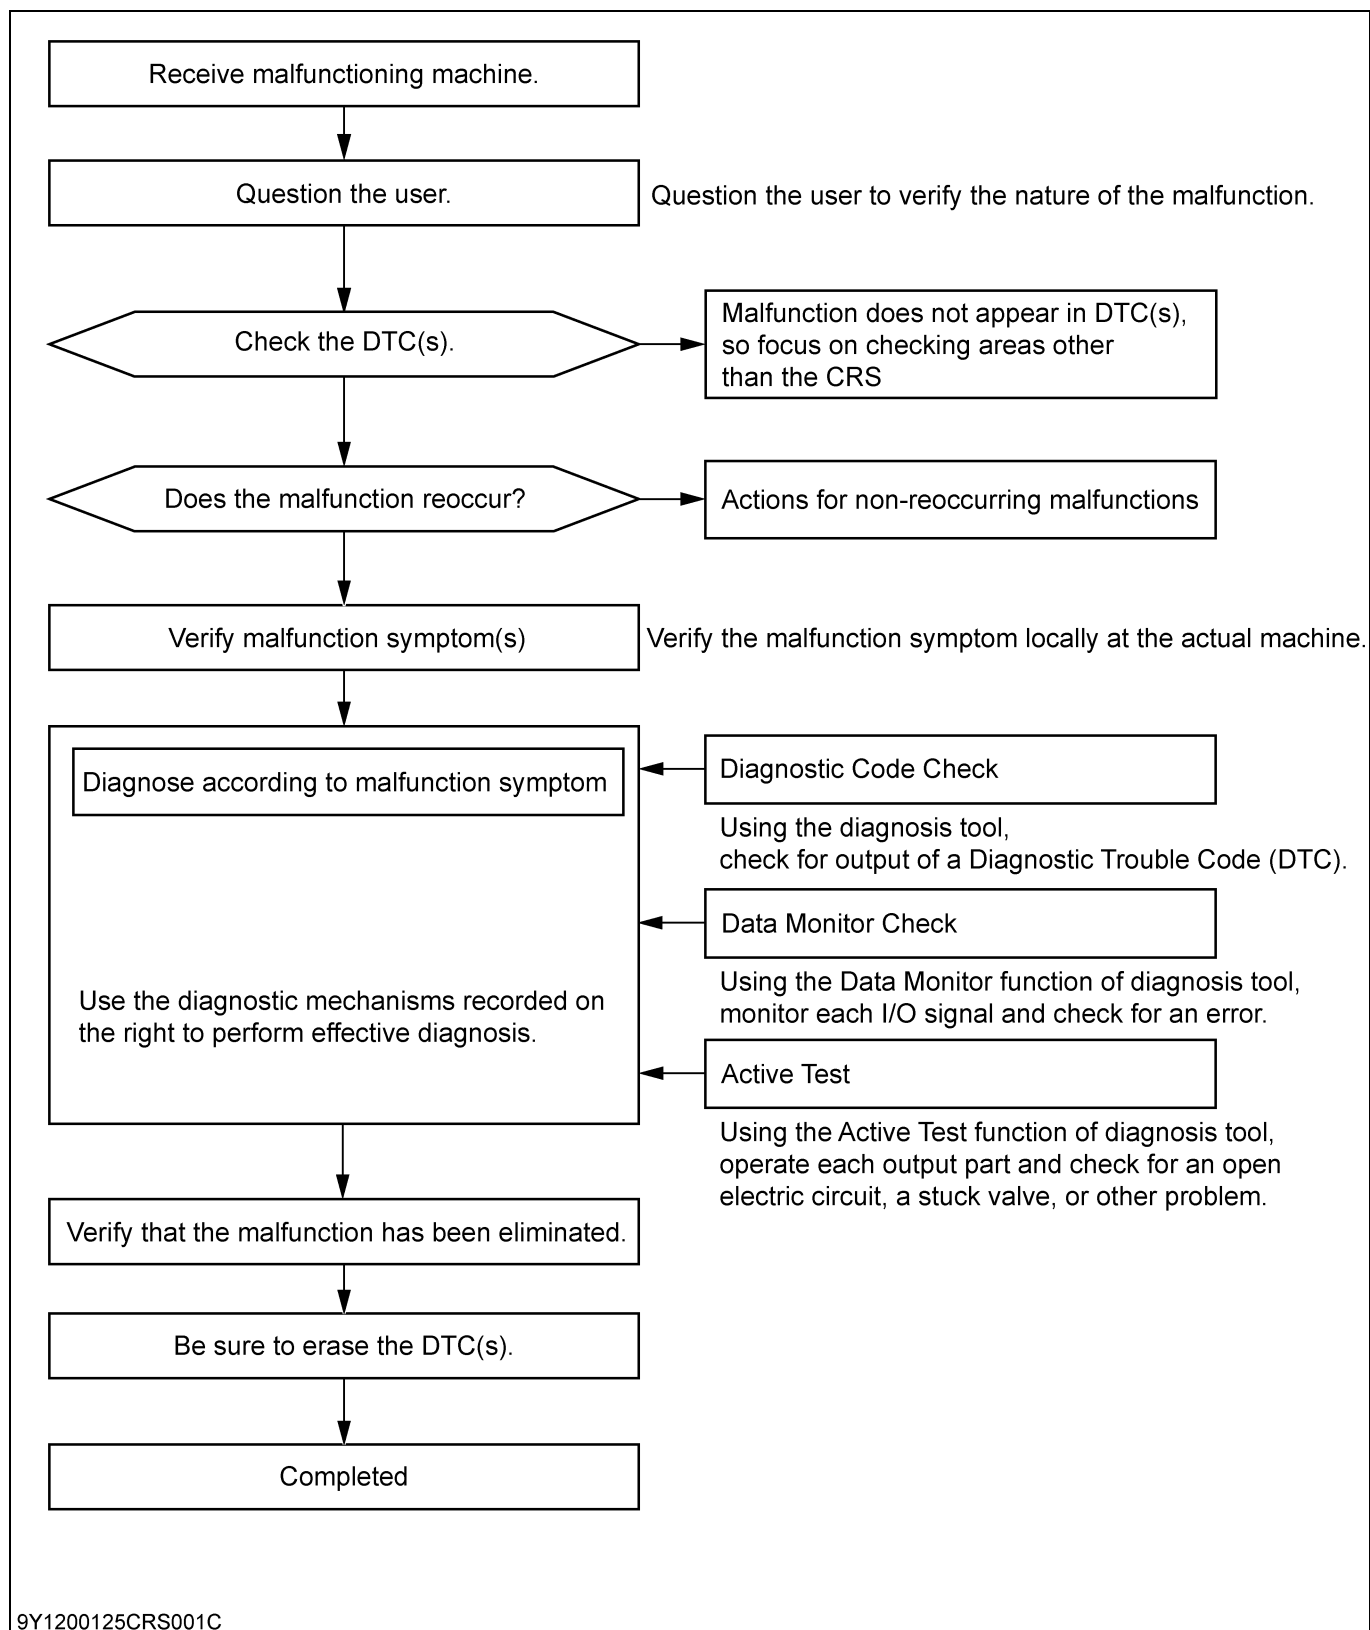 Receive malfunctioning machine.
Question the user.
Question the user to verify the nature of the malfunction.
Check the DTC(s).
Malfunction does not appear in DTC(s),
so focus on checking areas other
than the CRS
Does the malfunction reoccur?
Actions for non-reoccurring malfunctions
Verify malfunction symptom(s)
Verify the malfunction symptom locally at the actual machine.
Diagnose according to malfunction symptom
Use the diagnostic mechanisms recorded on
the right to perform effective diagnosis.
Diagnostic Code Check
Using the diagnosis tool,
check for output of a Diagnostic Trouble Code (DTC).
Data Monitor Check
Using the Data Monitor function of diagnosis tool,
monitor each I/O signal and check for an error.
Active Test
Using the Active Test function of diagnosis tool,
operate each output part and check for an open
electric circuit, a stuck valve, or other problem.
Verify that the malfunction has been eliminated.
Be sure to erase the DTC(s).
Completed
9Y1200125CRS001C